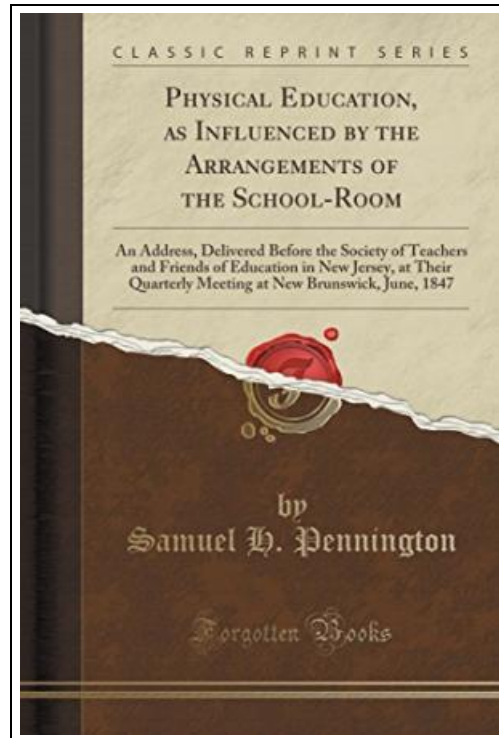 CLASSIC REPRINT SERIES
PHYSICAL EDUCATION,
AS INFLUENCED BY THE
ARRANGEMENTS OF
THE SCHOOL-ROOM
An Address, Delivered Before the Society of Teachers
and Friends of Education in New Jersey, at Their
Quarterly Meeting at New Brunswick, June, 1847
by
Samuel H. Pennington
Forgotten Books